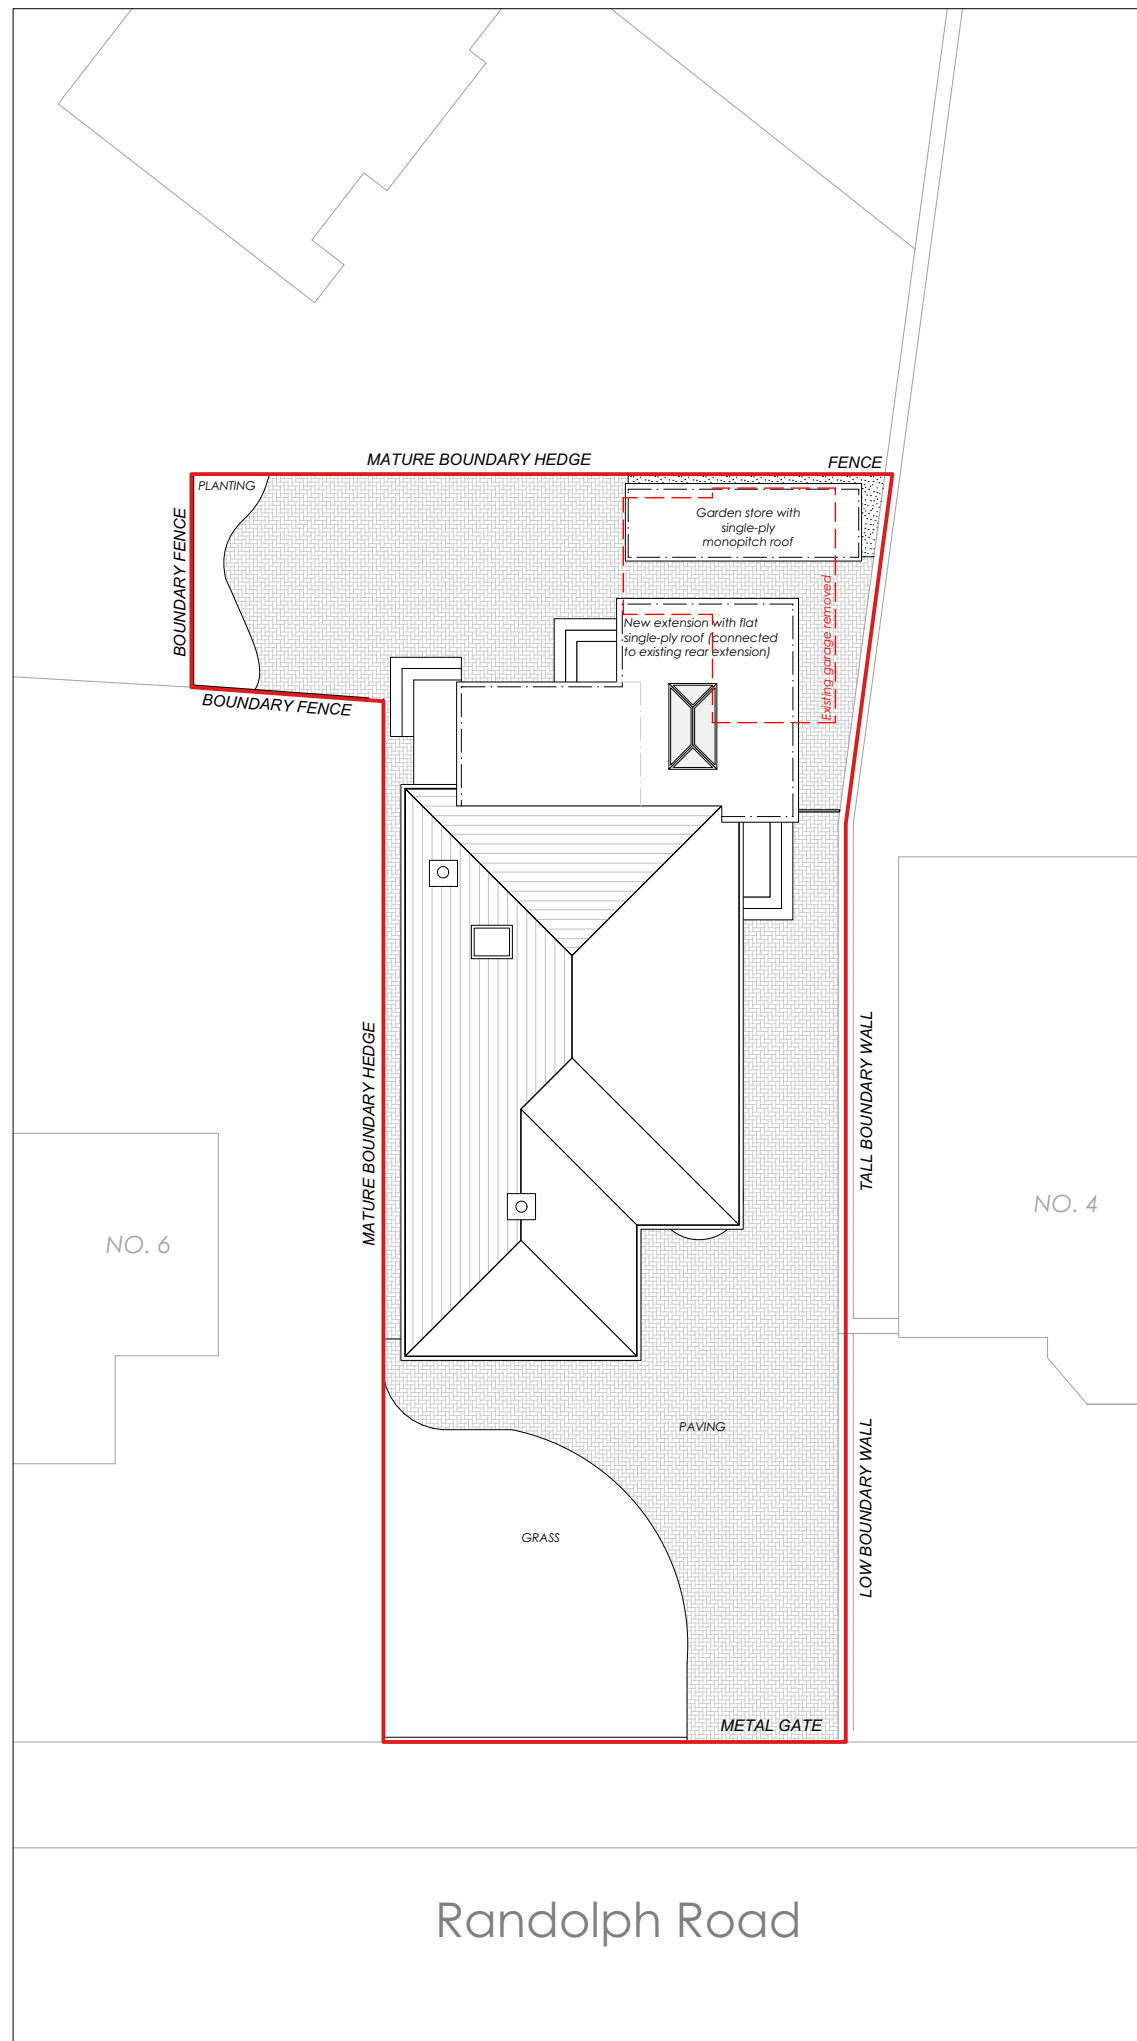 MATURE BOUNDARY HEDGE
FENCE
PLANTING
Garden store with
single-ply
monopitch roof
BOUNDARY FENCE
Existing garage removed
New extension with flat
single-ply roof (connected
to existing rear extension)
BOUNDARY FENCE
MATURE BOUNDARY HEDGE
TALL BOUNDARY WALL
NO. 6
NO. 4
PAVING
LOW BOUNDARY WALL
GRASS
METAL GATE
Randolph Road